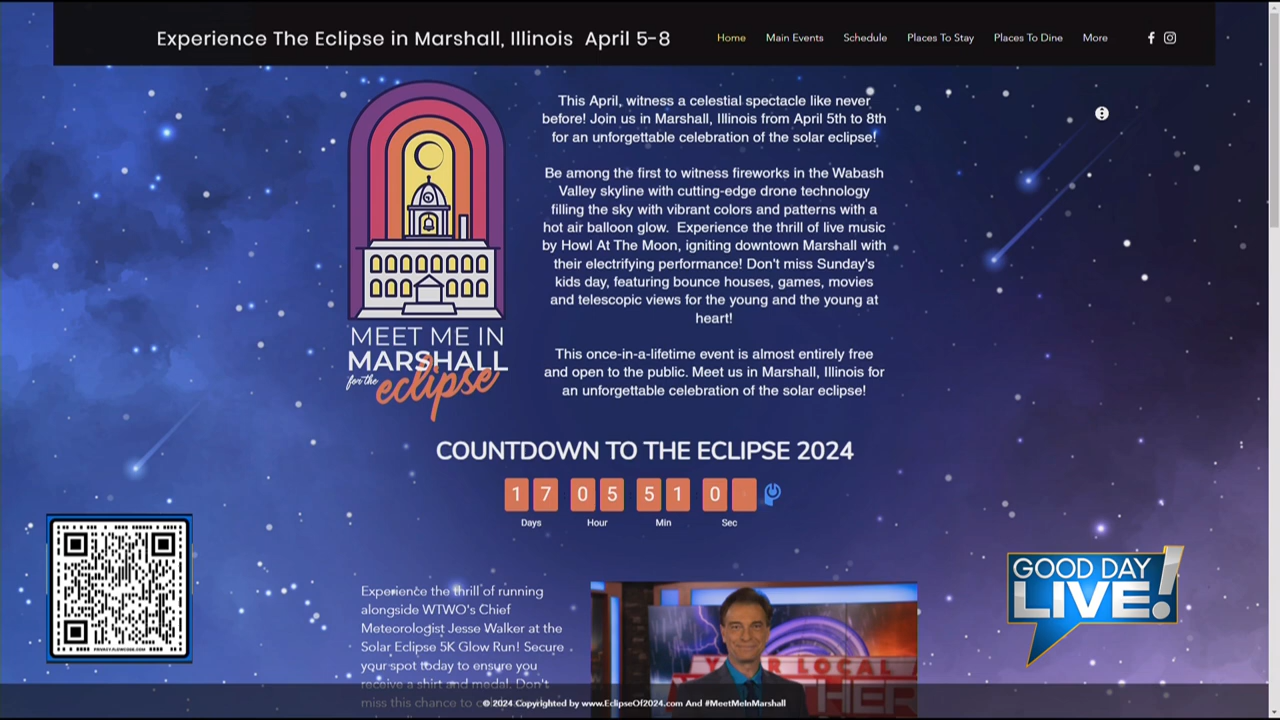 Experience The Eclipse in Marshall, Illinois April 5-8
Home Main Events Schedule Places To Stay Places To Dine More
This April, witness a celestial spectacle like never
before! Join us in Marshall, Illinois from April 5th to 8th
for an unforgettable celebration of the solar eclipse!
Be among the first to witness fireworks in the Wabash
Valley skyline with cutting-edge drone technology
filling the sky with vibrant colors and patterns with a
hot air balloon glow. Experience the thrill of live music
by Howl At The Moon, igniting downtown Marshall with
their electrifying performance! Don't miss Sunday's
kids day, featuring bounce houses, games, movies
and telescopic views for the young and the young at
heart!
This once-in-a-lifetime event is almost entirely free
and open to the public. Meet us in Marshall, Illinois for
an unforgettable celebration of the solar eclipse!
MEET ME IN
MARSHALL
for the
eclipse
COUNTDOWN TO THE ECLIPSE 2024
17 05 51 0
Days Hour Min Sec
Experience the thrill of running
alongside WTWO's Chief
Meteorologist Jesse Walker at the
Solar Eclipse 5K Glow Run! Secure
your spot today to ensure you
receive a shirt and medal. Don't
miss this chance to
YOUR LOCAL
© 2024 Copyrighted by www.EclipseOf2024.com And #MeetMeInMarshall
PRIVACY.FLOWCODE.COM
GOOD DAY
LIVE!